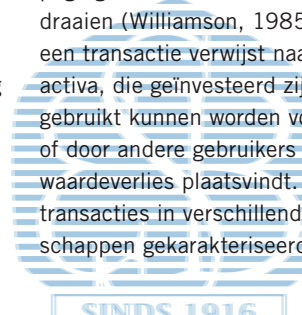 draaien (Williamson, 1985
een transactie verwijst naa
activa, die geïnvesteerd zij
gebruikt kunnen worden vo
of door andere gebruikers
waardeverlies plaatsvindt.
transacties in verschillend
schappen gekarakteriseerd
SINDS 1916